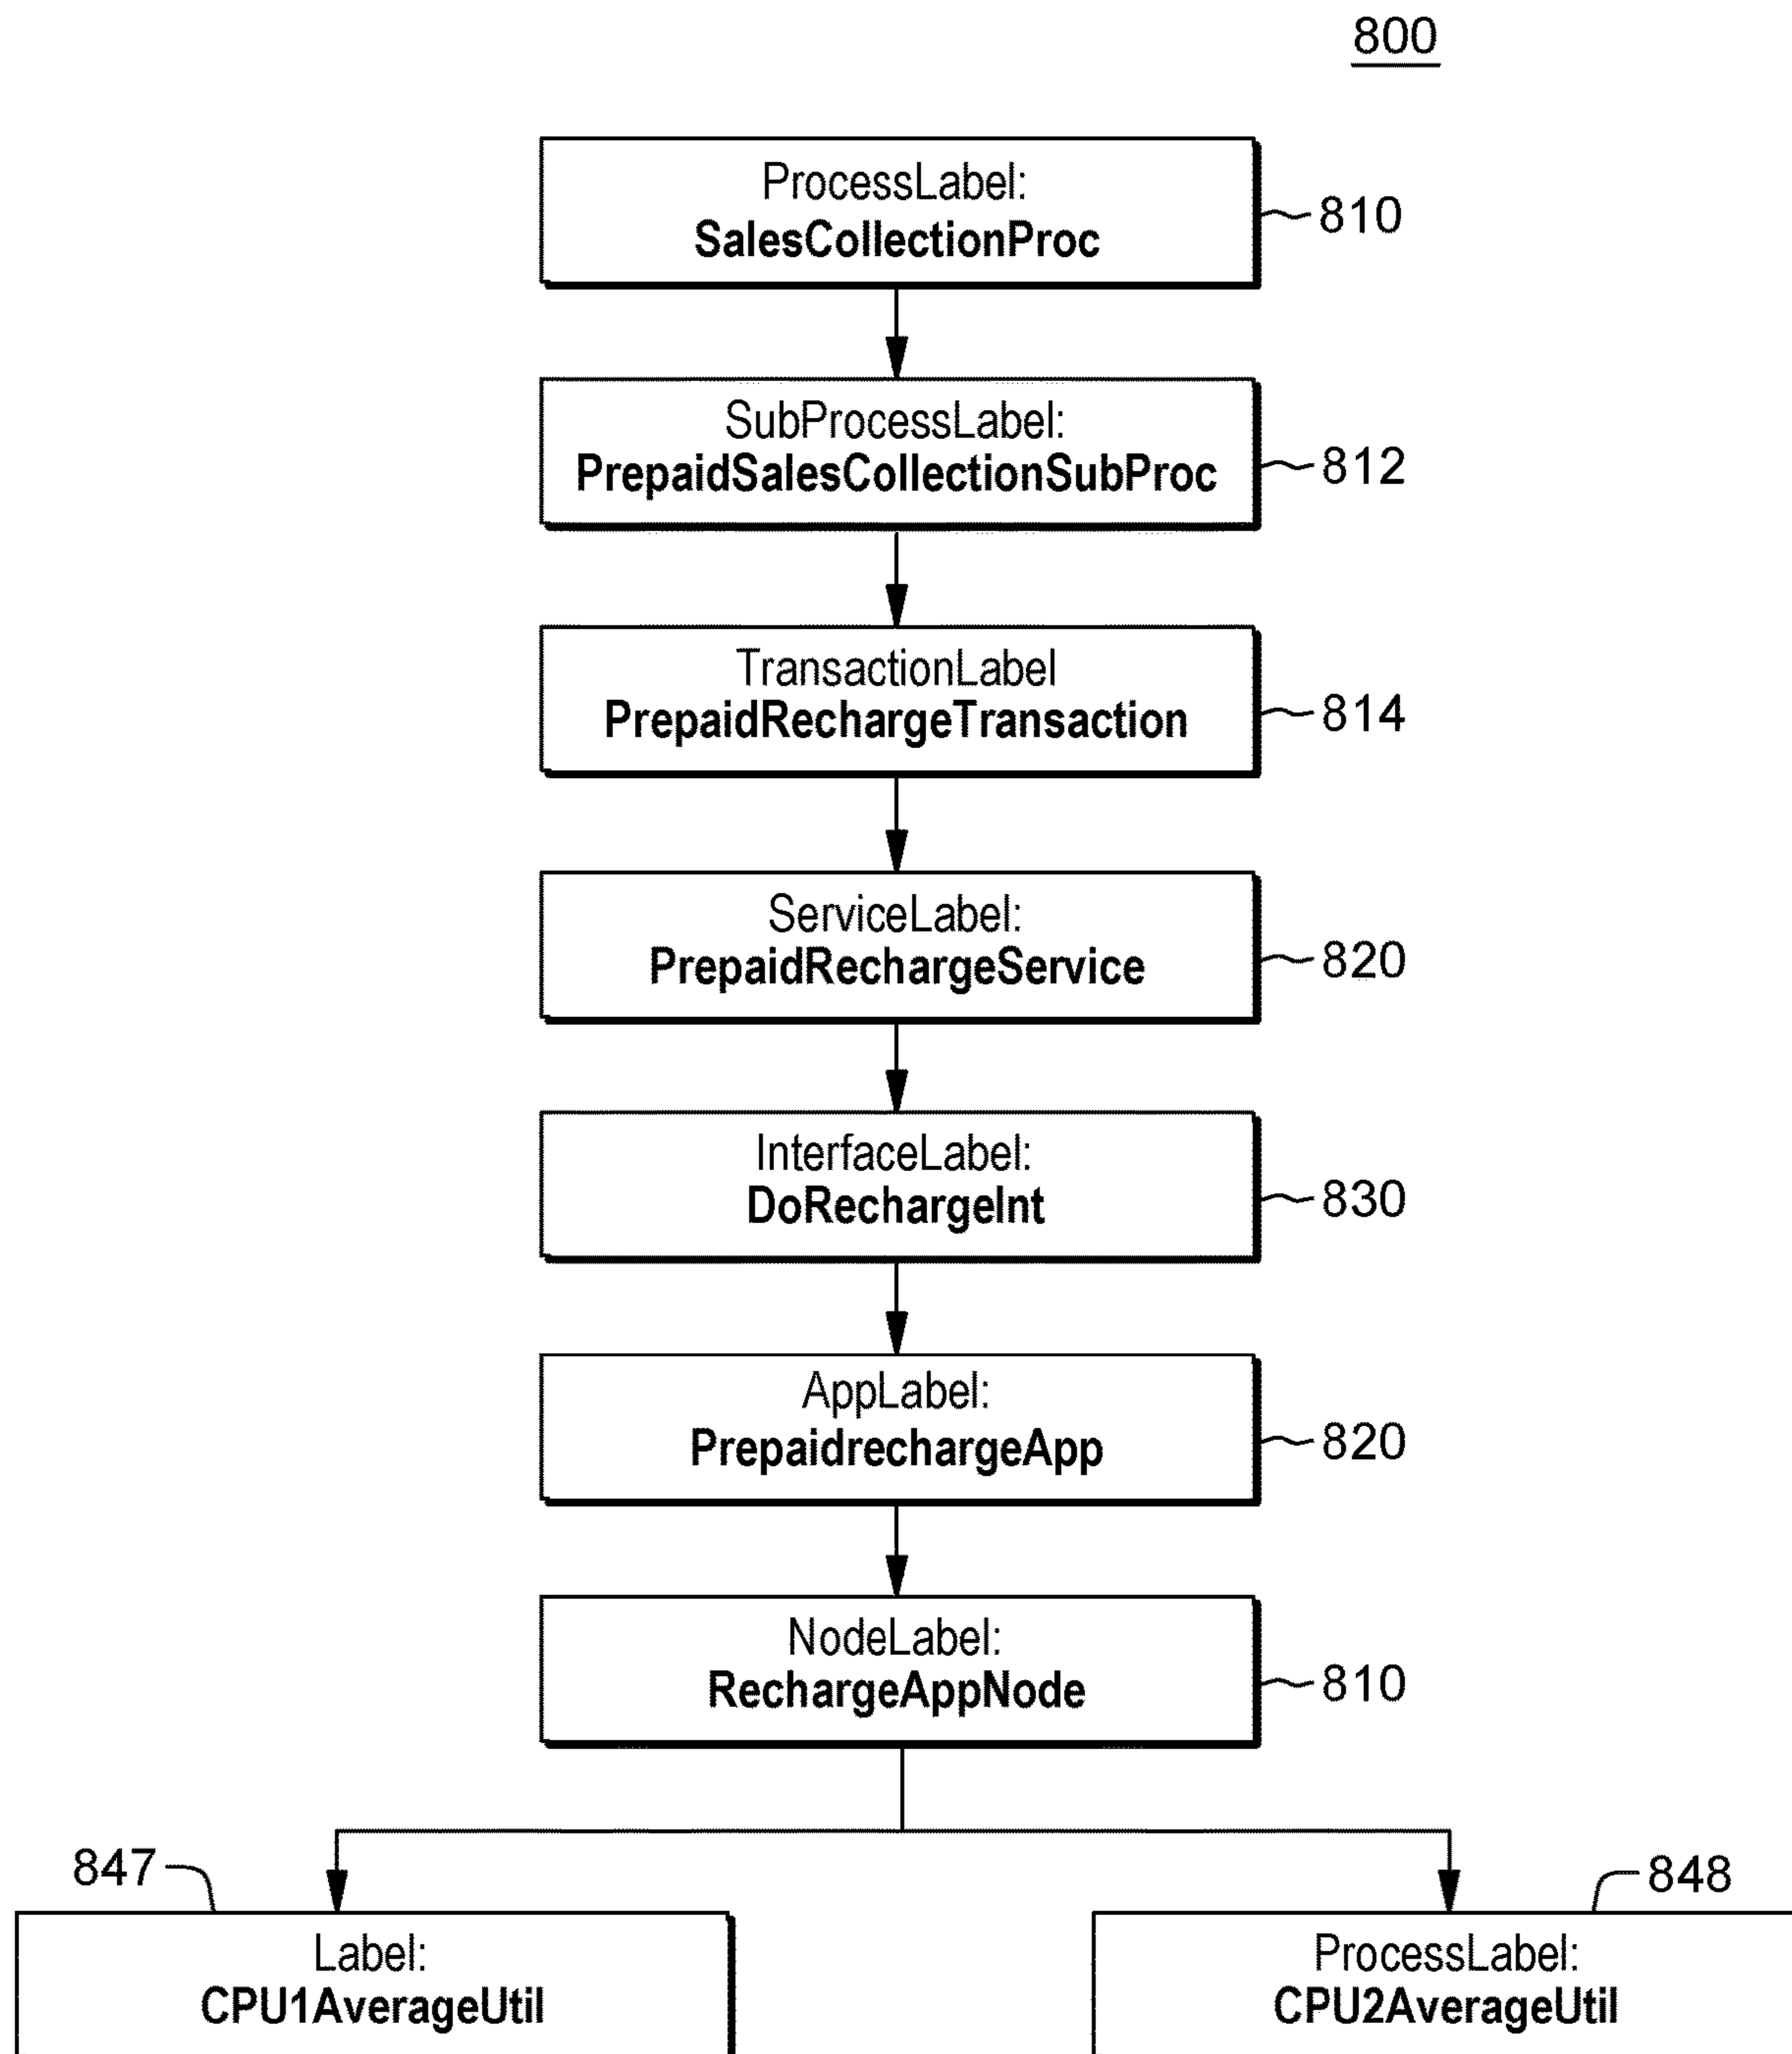 800
ProcessLabel:
SalesCollectionProc
810
SubProcessLabel:
PrepaidSalesCollectionSubProc
812
TransactionLabel
PrepaidRechargeTransaction
814
ServiceLabel:
PrepaidRechargeService
820
InterfaceLabel:
DoRechargeInt
830
AppLabel:
PrepaidrechargeApp
820
NodeLabel:
RechargeAppNode
810
847
848
Label:
CPU1AverageUtil
ProcessLabel:
CPU2AverageUtil